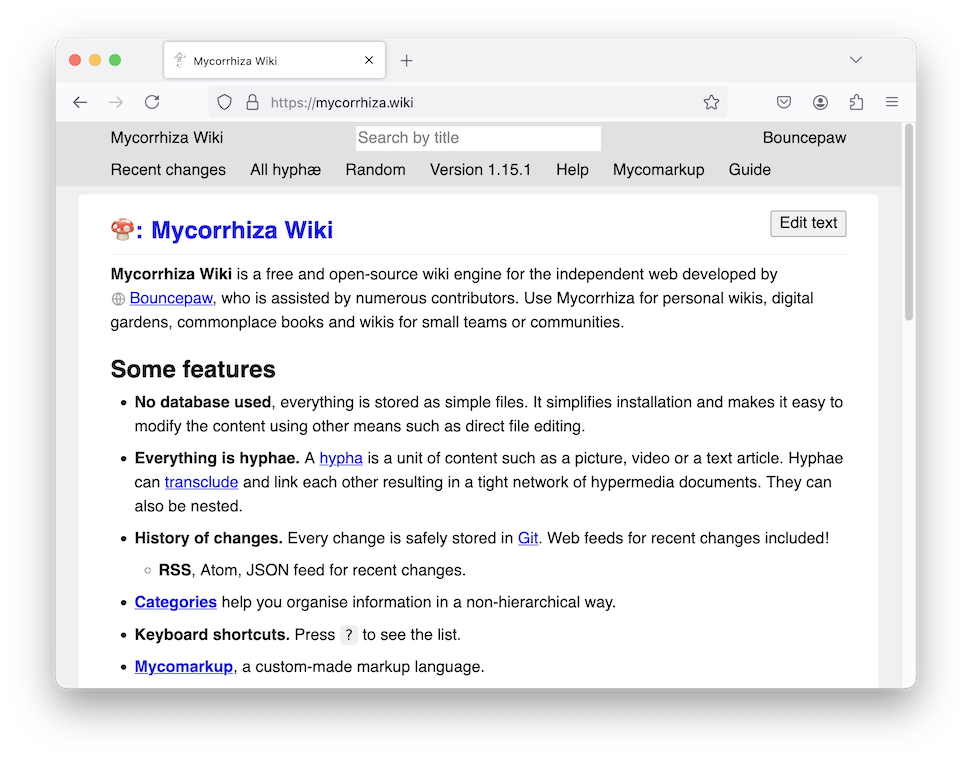 Mycorrhiza Wiki
https://mycorrhiza.wiki
Mycorrhiza Wiki Search by title Bouncepaw
Recent changes All hyphæ Random Version 1.15.1 Help Mycomarkup Guide
🍄: Mycorrhiza Wiki Edit text
Mycorrhiza Wiki is a free and open-source wiki engine for the independent web developed by
Bouncepaw, who is assisted by numerous contributors. Use Mycorrhiza for personal wikis, digital
gardens, commonplace books and wikis for small teams or communities.
Some features
• No database used, everything is stored as simple files. It simplifies installation and makes it easy to
modify the content using other means such as direct file editing.
• Everything is hyphae. A hypha is a unit of content such as a picture, video or a text article. Hyphae
can transclude and link each other resulting in a tight network of hypermedia documents. They can
also be nested.
• History of changes. Every change is safely stored in Git. Web feeds for recent changes included!
◦ RSS, Atom, JSON feed for recent changes.
• Categories help you organise information in a non-hierarchical way.
• Keyboard shortcuts. Press ? to see the list.
• Mycomarkup, a custom-made markup language.